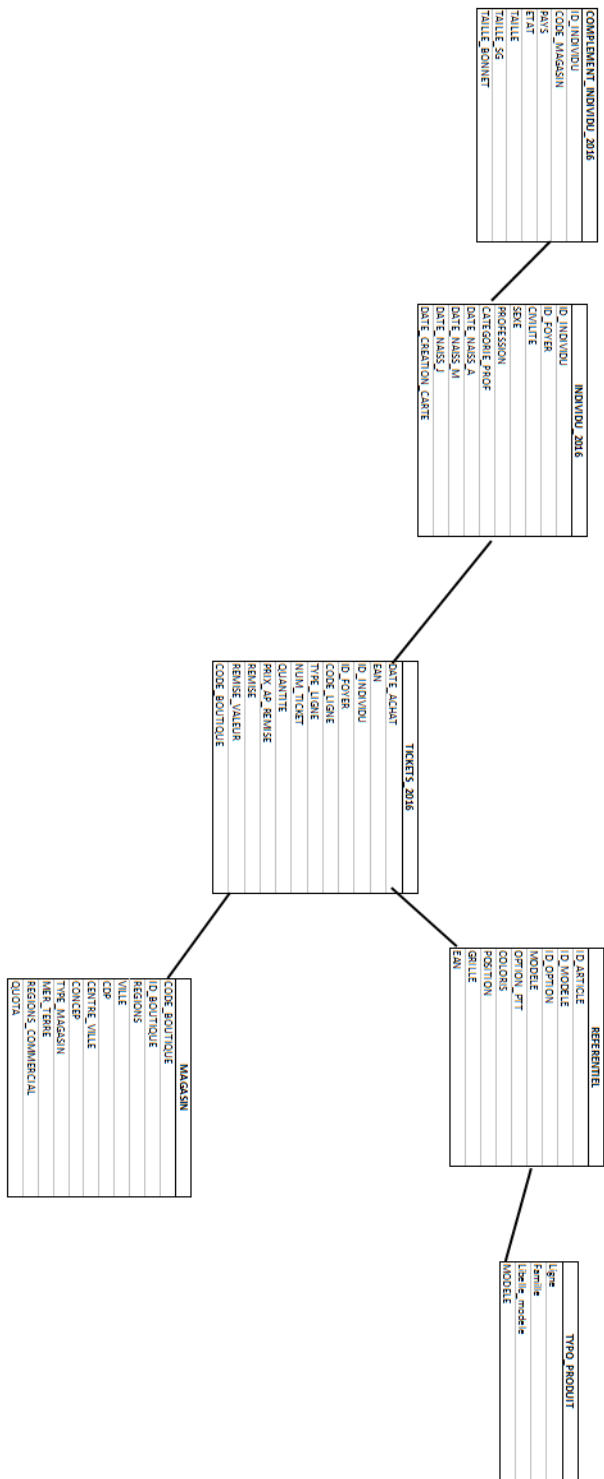 COMPLEMENT_INDIVIDU_2016
ID_INDIVIDU
CODE_MAGASIN
PAYS
ETAT
TAILLE
TAILLE_SG
TAILLE_BONNET
INDIVIDU_2016
ID_INDIVIDU
ID_FOYER
CIVILITE
SEXE
PROFESSION
CATEGORIE_PROF
DATE_NAISS_A
DATE_NAISS_M
DATE_NAISS_J
DATE_CREATION_CARTE
TICKETS_2016
DATE_ACHAT
EAN
ID_INDIVIDU
ID_FOYER
CODE_LIGNE
TYPE_LIGNE
NUM_TICKET
QUANTITE
PRIX_AP_REMISE
REMISE
REMISE_VALEUR
CODE_BOUTIQUE
REFERENTIEL
ID_ARTICLE
ID_MODELE
ID_OPTION
MODELE
OPTION_PTT
COLORIS
POSITION
GRILLE
EAN
MAGASIN
CODE_BOUTIQUE
ID_BOUTIQUE
REGIONS
VILLE
CDP
CENTRE_VILLE
CONCEP
TYPE_MAGASIN
MER_TERRE
REGIONS_COMMERCIAL
QUOTA
TYPO_PRODUIT
Ligne
Famille
Libelle_modele
MODELE